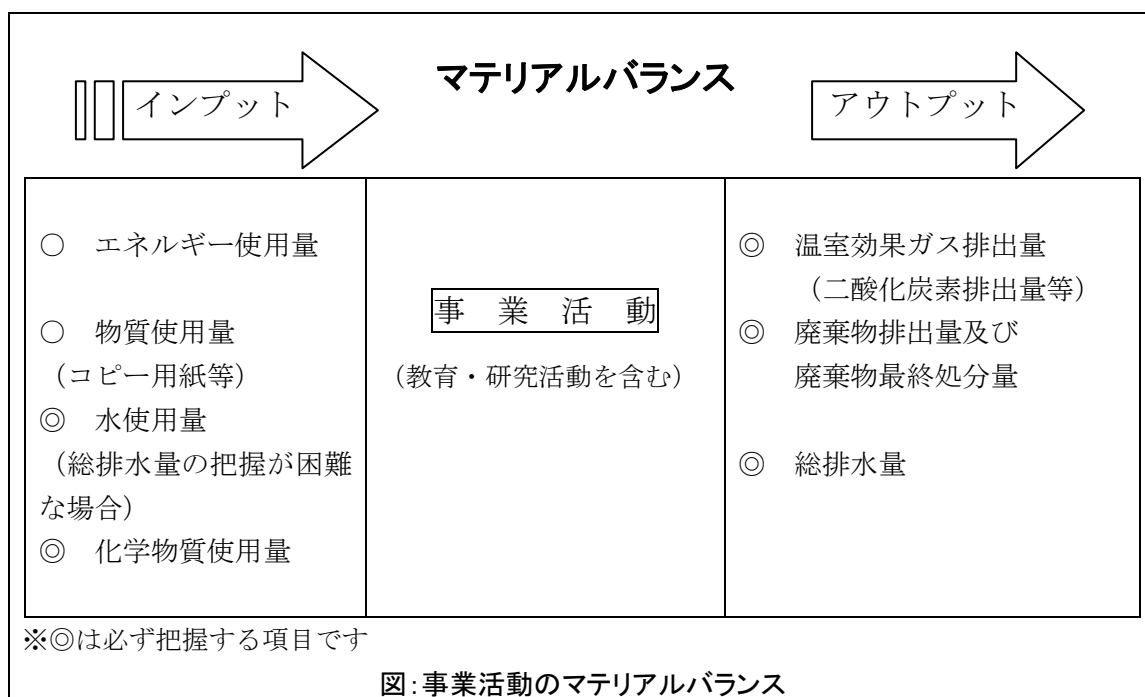 マテリアルバランス
インプット
アウトプット
○ エネルギー使用量
○ 物質使用量
（コピー用紙等）
◎ 水使用量
（総排水量の把握が困難
な場合）
◎ 化学物質使用量
事 業 活 動
（教育・研究活動を含む）
◎ 温室効果ガス排出量
（二酸化炭素排出量等）
◎ 廃棄物排出量及び
廃棄物最終処分量
◎ 総排水量
※◎は必ず把握する項目です
図：事業活動のマテリアルバランス